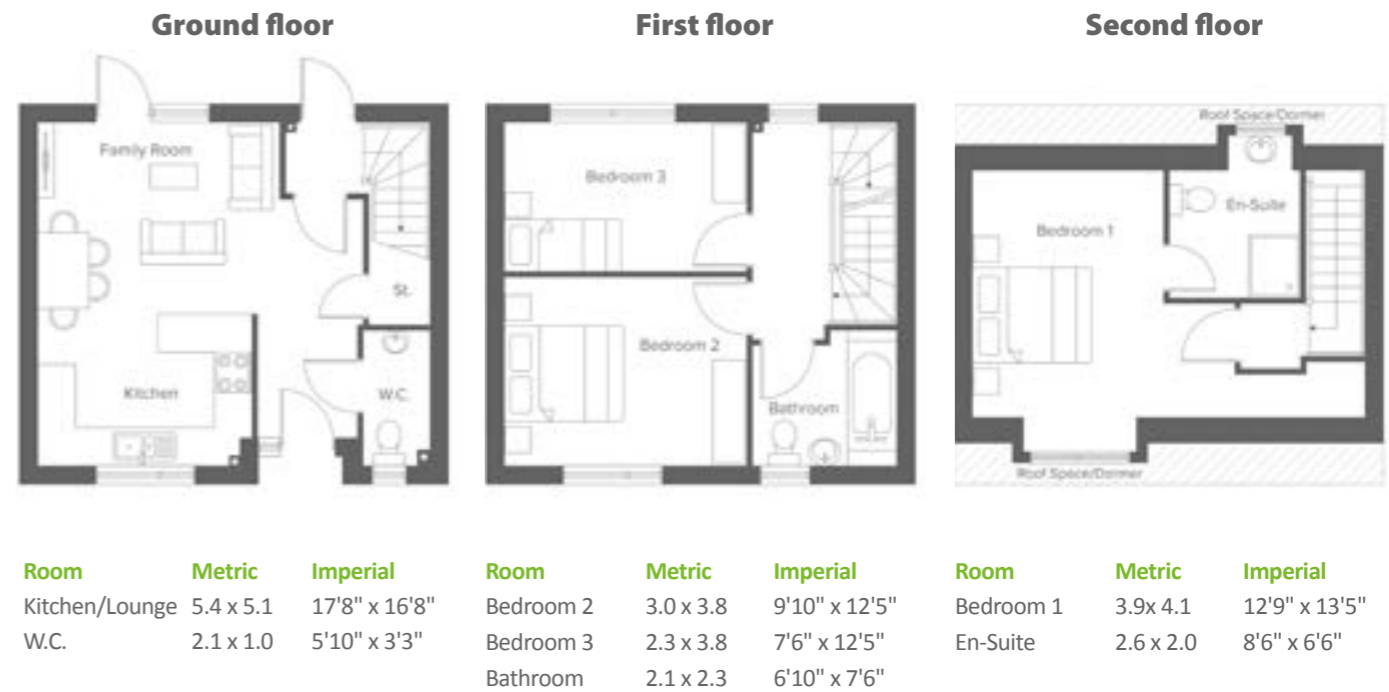 Ground floor
Family Room
St.
Kitchen
W.C.
First floor
Bedroom 3
Bedroom 2
Bathroom
Second floor
Roof Space/Dormer
En-Suite
Bedroom 1
Roof Space/Dormer
Room Metric Imperial
Kitchen/Lounge 5.4 x 5.1 17'8" x 16'8"
W.C. 2.1 x 1.0 5'10" x 3'3"
Room Metric Imperial
Bedroom 2 3.0 x 3.8 9'10" x 12'5"
Bedroom 3 2.3 x 3.8 7'6" x 12'5"
Bathroom 2.1 x 2.3 6'10" x 7'6"
Room Metric Imperial
Bedroom 1 3.9x 4.1 12'9" x 13'5"
En-Suite 2.6 x 2.0 8'6" x 6'6"